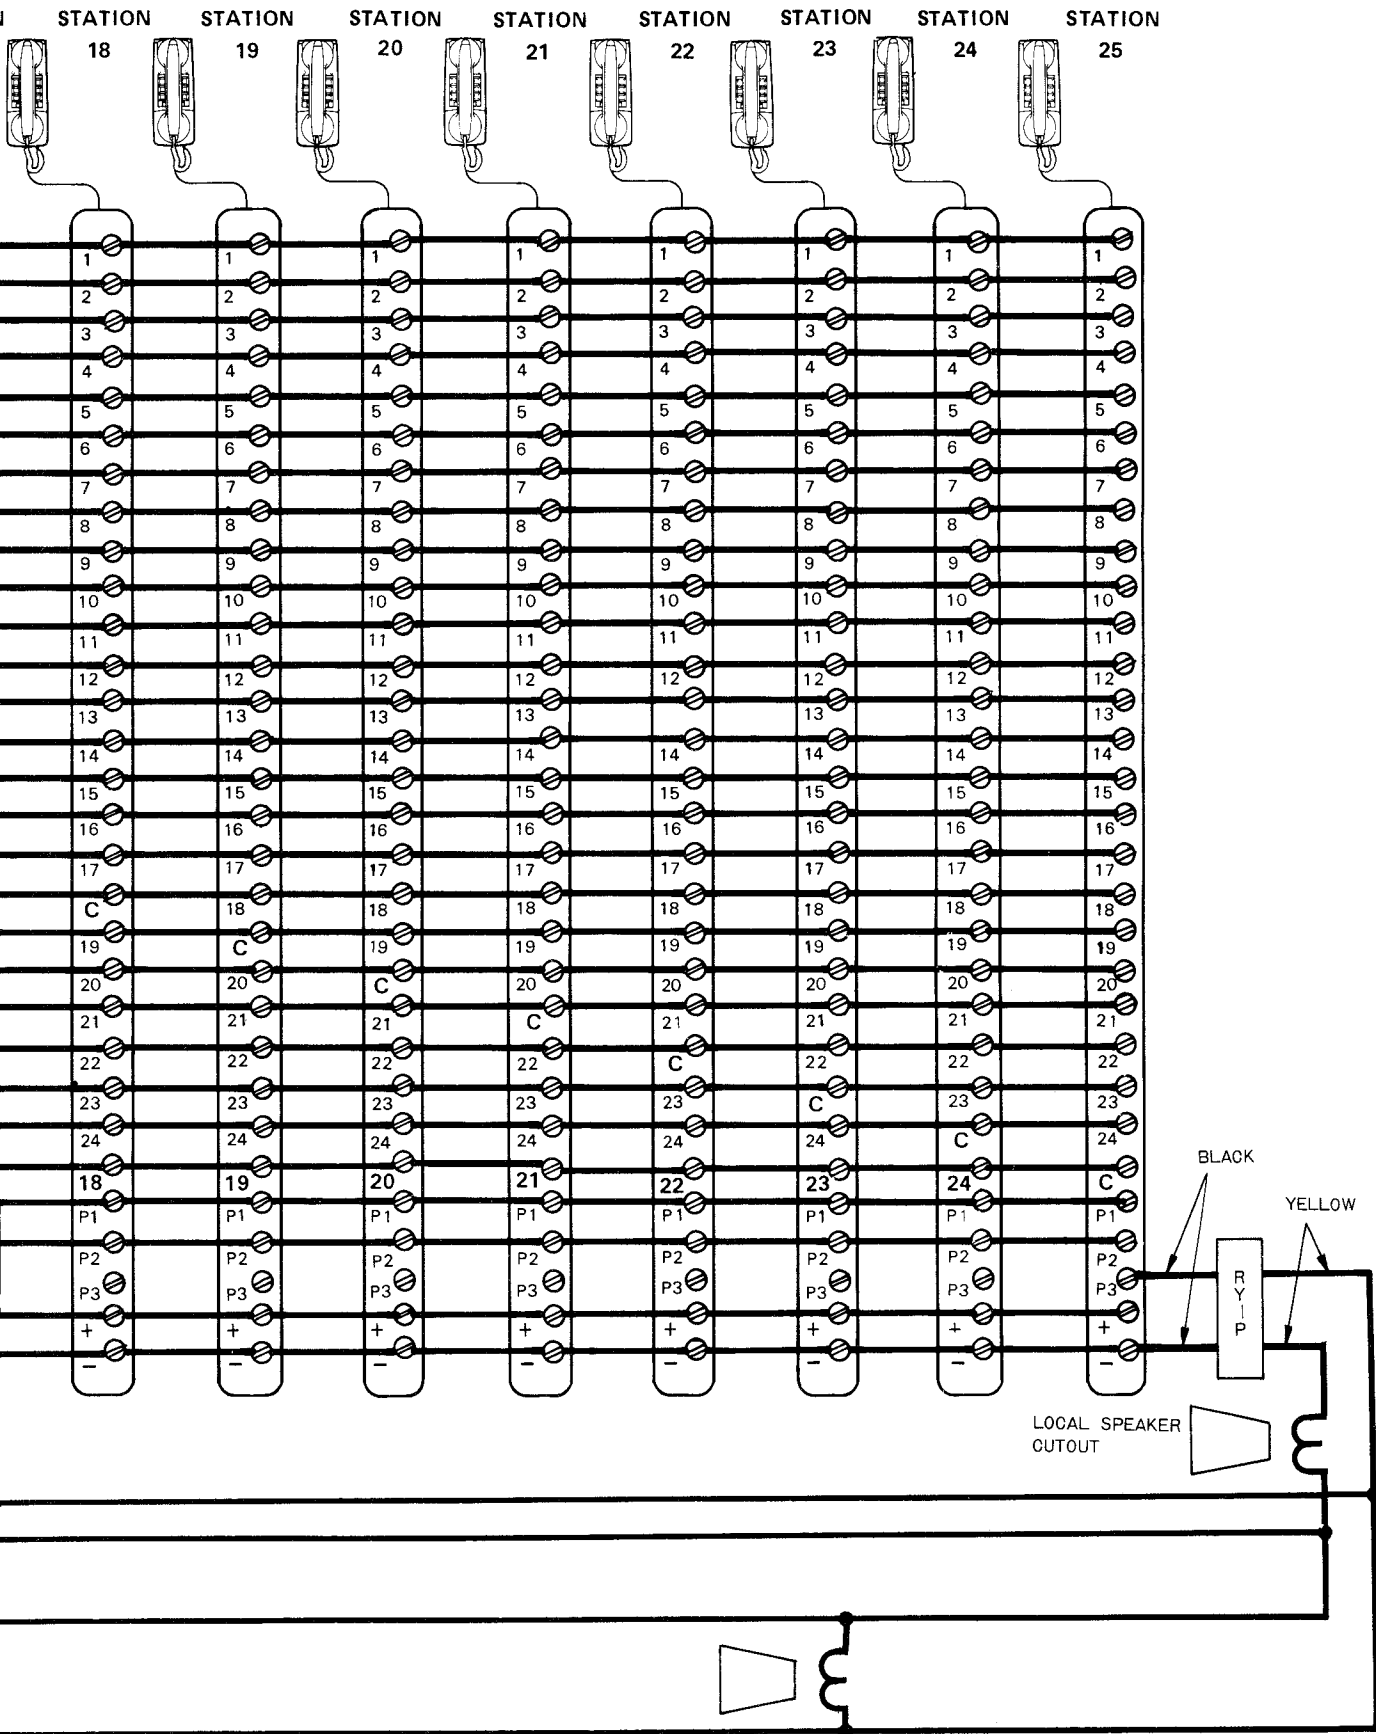 STATION STATION STATION STATION STATION STATION STATION STATION
18 19 20 21 22 23 24 25
1 1 1 1 1 1 1 1
2 2 2 2 2 2 2 2
3 3 3 3 3 3 3 3
4 4 4 4 4 4 4 4
5 5 5 5 5 5 5 5
6 6 6 6 6 6 6 6
7 7 7 7 7 7 7 7
8 8 8 8 8 8 8 8
9 9 9 9 9 9 9 9
10 10 10 10 10 10 10 10
11 11 11 11 11 11 11 11
12 12 12 12 12 12 12 12
13 13 13 13 13 13 13
14 14 14 14 14 14 14 14
15 15 15 15 15 15 15 15
16 16 16 16 16 16 16 16
17 17 17 17 17 17 17 17
C 18 18 18 18 18 18 18
19 C 19 19 19 19 19 19
20 20 C 20 20 20 20 20
21 21 21 C 21 21 21 21
22 22 22 22 C 22 22 22
23 23 23 23 23 C 23 23
24 24 24 24 24 24 C 24
18 19 20 21 22 23 24 C
P1 P1 P1 P1 P1 P1 P1 P1
P2 P2 P2 P2 P2 P2 P2 P2
P3 P3 P3 P3 P3 P3 P3 P3
+ + + + + + + +
− − − − − − − −
BLACK
YELLOW
RY-P
LOCAL SPEAKER
CUTOUT